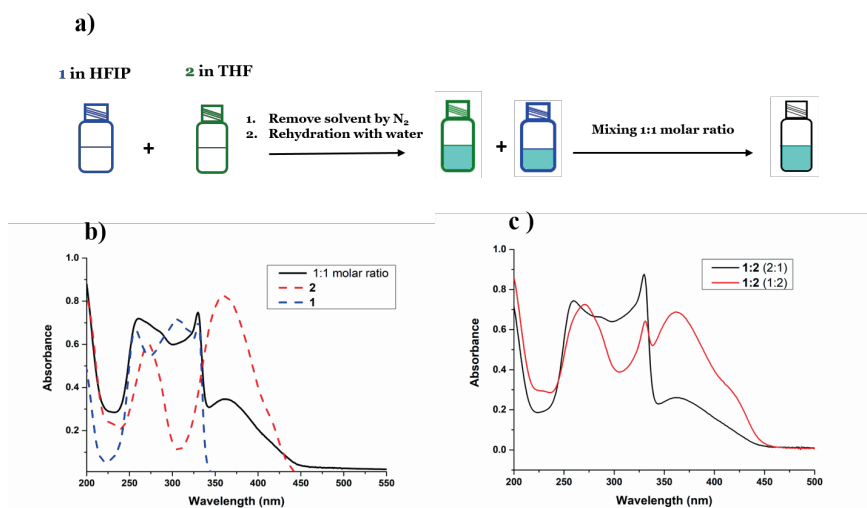 a)
1 in HFIP
2 in THF
+
1. Remove solvent by N₂
2. Rehydration with water
+
Mixing 1:1 molar ratio
b)
1:1 molar ratio
2
1
Absorbance
1.0
0.8
0.6
0.4
0.2
200 250 300 350 400 450 500 550
Wavelength (nm)
c )
1:2 (2:1)
1:2 (1:2)
Absorbance
1.0
0.8
0.6
0.4
0.2
0.0
200 250 300 350 400 450 500
Wavelength (nm)